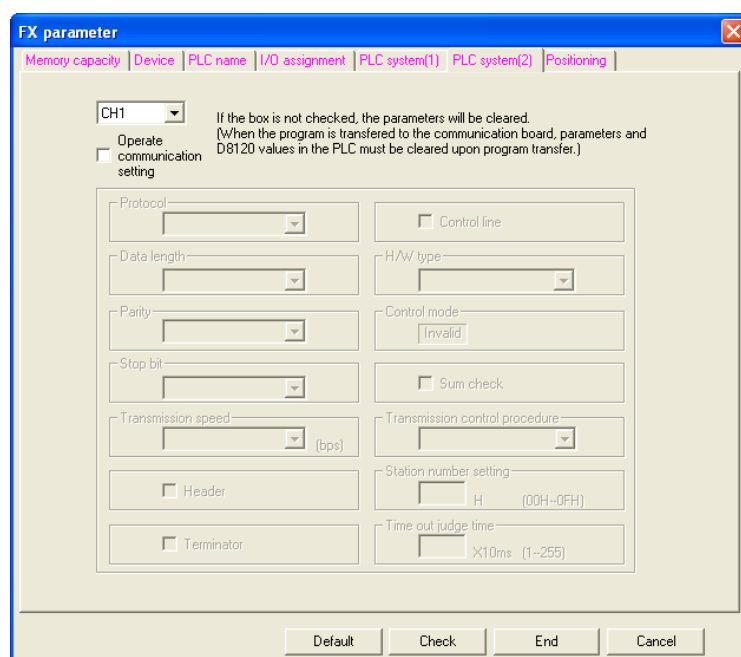 FX parameter
Memory capacity Device PLC name I/O assignment PLC system(1) PLC system(2) Positioning
CH1
If the box is not checked, the parameters will be cleared.
(When the program is transfered to the communication board, parameters and
D8120 values in the PLC must be cleared upon program transfer.)
Operate
communication
setting
Protocol
Control line
Data length
H/W type
Parity
Control mode
Invalid
Stop bit
Sum check
Transmission speed
(bps)
Transmission control procedure
Header
Station number setting
H (00H--0FH)
Terminator
Time out judge time
X10ms (1--255)
Default Check End Cancel